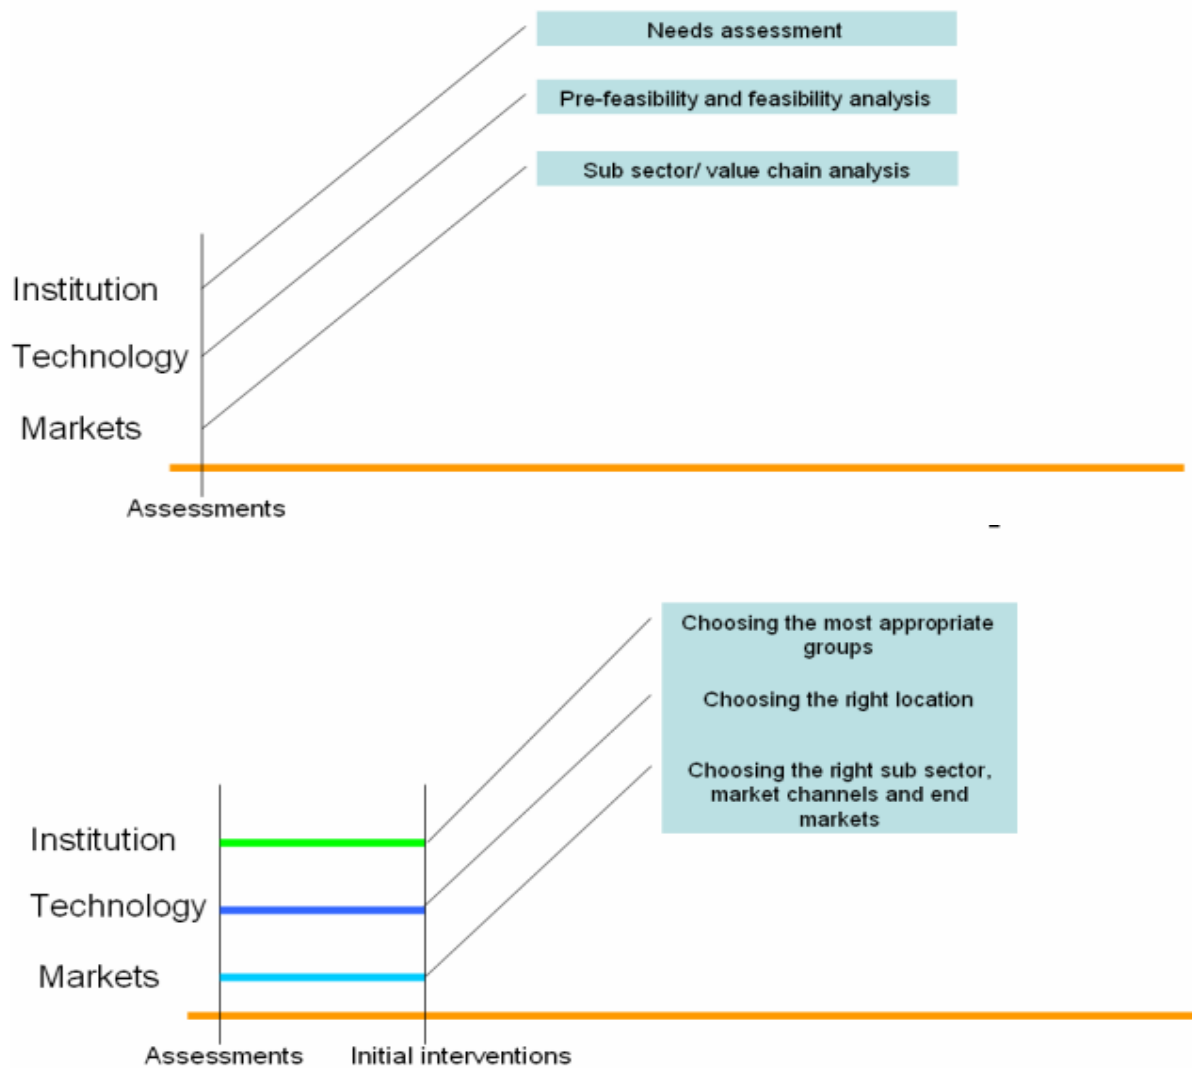 Needs assessment
Pre-feasibility and feasibility analysis
Sub sector/ value chain analysis
Institution
Technology
Markets
Assessments
Choosing the most appropriate
groups
Choosing the right location
Choosing the right sub sector,
market channels and end
markets
Institution
Technology
Markets
Assessments
Initial interventions